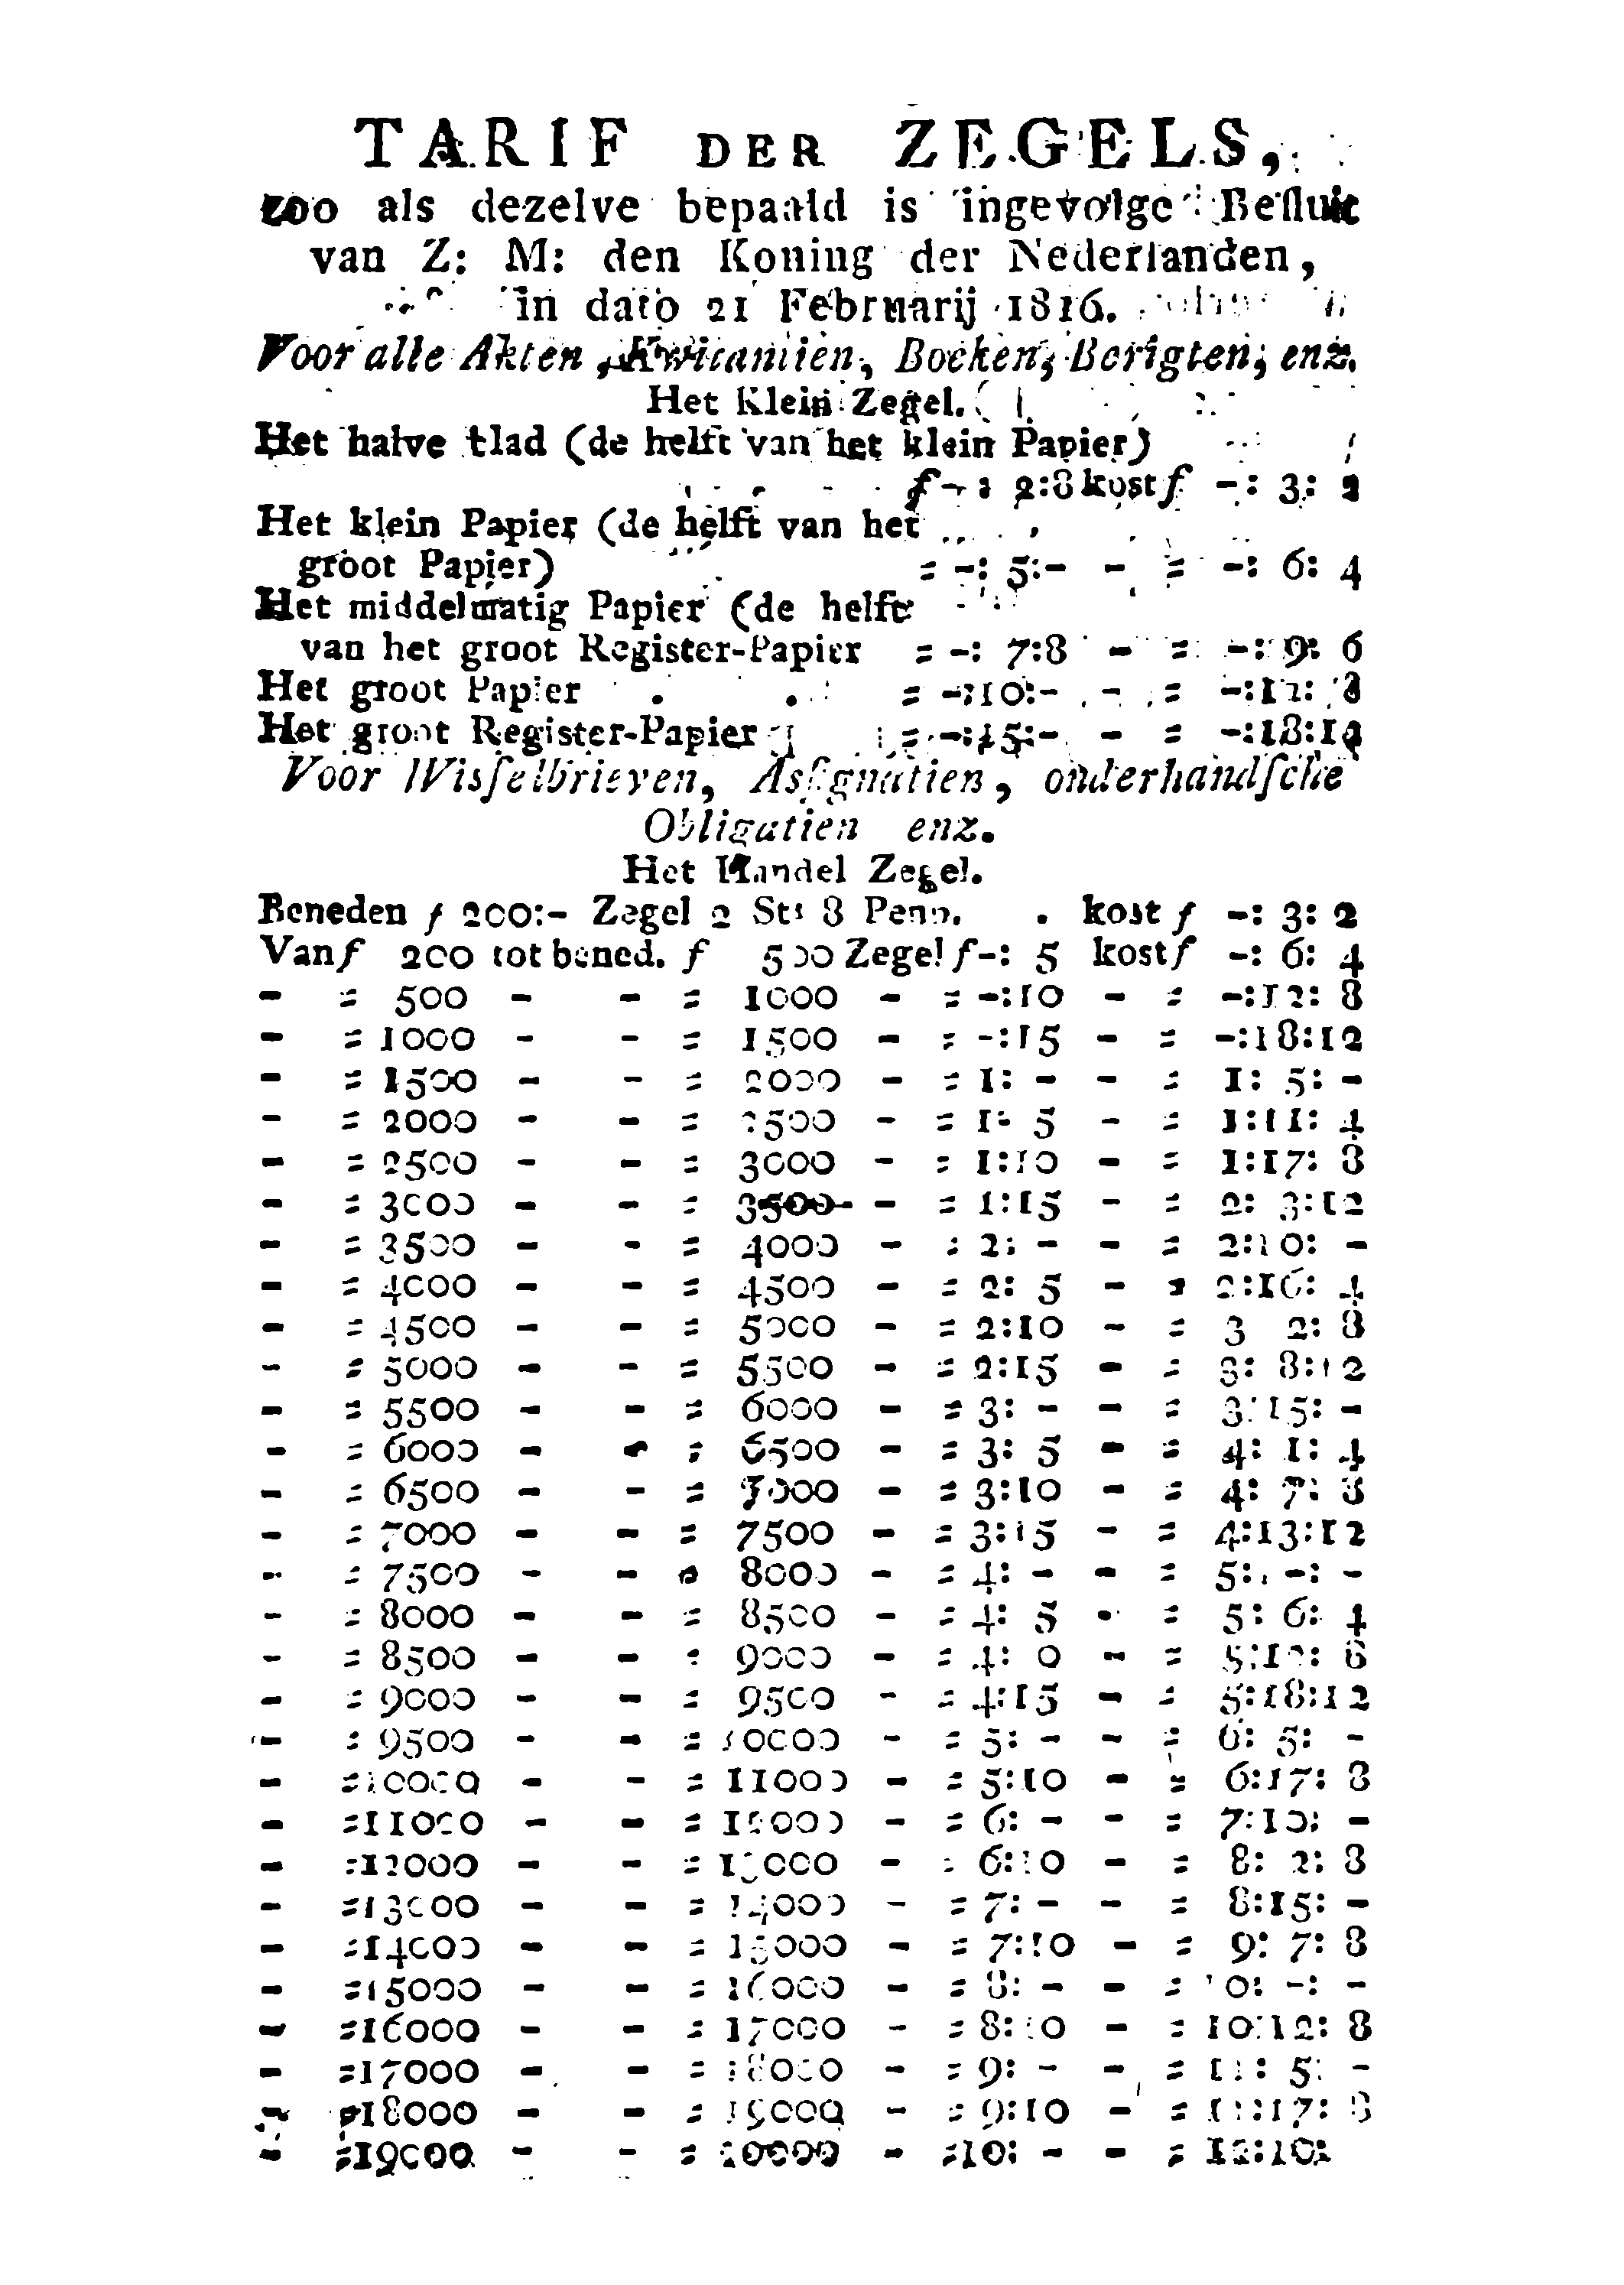 TARIF DER ZEGELS,
zoo als dezelve bepaald is ingevolge Besluit
van Z: M: den Koning der Nederlanden,
in dato 21 Februarij 1816.
Voor alle Akten, Kwitantien, Boeken, Berigten, enz.
Het Klein Zegel.
Het halve blad (de helft van het klein Papier)
f -: 2:8 kost f -: 3: 2
Het klein Papier (de helft van het
groot Papier) = -: 5:- - = -: 6: 4
Het middelmatig Papier (de helft
van het groot Register-Papier = -: 7:8 - = -: 9: 6
Het groot Papier . . = -:10:- - = -:12: 8
Het groot Register-Papier = -:15:- - = -:18:12
Voor Wisselbrieven, Assignatien, onderhandsche
Obligatien enz.
Het Handel Zegel.
Beneden f 200:- Zegel 2 Sts 8 Penn. . kost f -: 3: 2
Van f 200 tot bened. f 500 Zegel f -: 5 kost f -: 6: 4
- = 500 - - = 1000 - = -:10 - = -:12: 8
- = 1000 - - = 1500 - = -:15 - = -:18:12
- = 1500 - - = 2000 - = 1: - - = 1: 5: -
- = 2000 - - = 2500 - = 1: 5 - = 1:11: 4
- = 2500 - - = 3000 - = 1:10 - = 1:17: 8
- = 3000 - - = 3500 - = 1:15 - = 2: 3:12
- = 3500 - - = 4000 - = 2: - - = 2:10: -
- = 4000 - - = 4500 - = 2: 5 - = 2:16: 4
- = 4500 - - = 5000 - = 2:10 - = 3 2: 8
- = 5000 - - = 5500 - = 2:15 - = 3: 8:12
- = 5500 - - = 6000 - = 3: - - = 3:15: -
- = 6000 - - = 6500 - = 3: 5 - = 4: 1: 4
- = 6500 - - = 7000 - = 3:10 - = 4: 7: 8
- = 7000 - - = 7500 - = 3:15 - = 4:13:12
- = 7500 - - = 8000 - = 4: - - = 5: -: -
- = 8000 - - = 8500 - = 4: 5 - = 5: 6: 4
- = 8500 - - = 9000 - = 4: 0 - = 5:12: 8
- = 9000 - - = 9500 - = 4:15 - = 5:18:12
- = 9500 - - = 10000 - = 5: - - = 6: 5: -
- = 10000 - - = 11000 - = 5:10 - = 6:17: 8
- = 11000 - - = 12000 - = 6: - - = 7:10: -
- = 12000 - - = 13000 - = 6:10 - = 8: 2: 8
- = 13000 - - = 14000 - = 7: - - = 8:15: -
- = 14000 - - = 15000 - = 7:10 - = 9: 7: 8
- = 15000 - - = 16000 - = 8: - - = 10: -: -
- = 16000 - - = 17000 - = 8:10 - = 10:12: 8
- = 17000 - - = 18000 - = 9: - - = 11: 5: -
- = 18000 - - = 19000 - = 9:10 - = 11:17: 8
- = 19000 - - = 20000 - = 10: - - = 12:10: